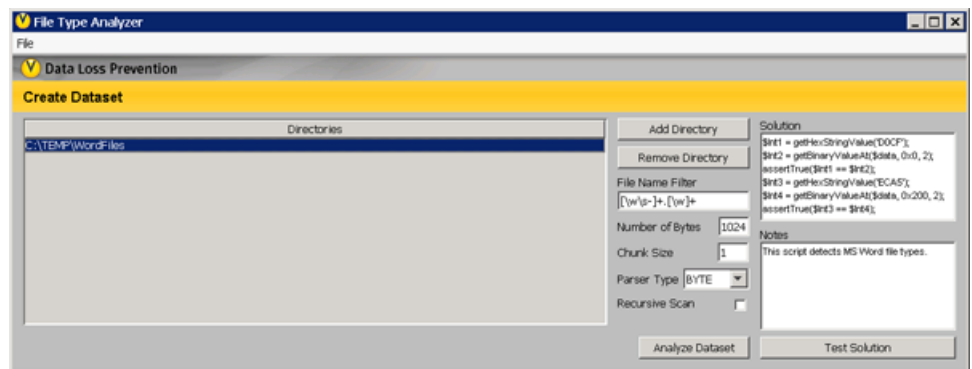 File Type Analyzer
File
Data Loss Prevention
Create Dataset
Directories
C:\TEMP\WordFiles
Add Directory
Remove Directory
File Name Filter
[\w\s-]+.[\w]+
Number of Bytes 1024
Chunk Size 1
Parser Type BYTE
Recursive Scan
Analyze Dataset
Solution
$Int1 = getHexStringValue('D0CF');
$Int2 = getBinaryValueAt($data, 0x0, 2);
assertTrue($Int1 == $Int2);
$Int3 = getHexStringValue('ECA5');
$Int4 = getBinaryValueAt($data, 0x200, 2);
assertTrue($Int3 == $Int4);
Notes
This script detects MS Word file types.
Test Solution